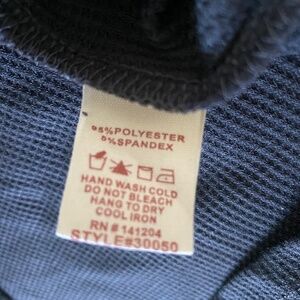 95%POLYESTER
5%SPANDEX
HAND WASH COLD
DO NOT BLEACH
HANG TO DRY
COOL IRON
RN # 141204
STYLE#30050